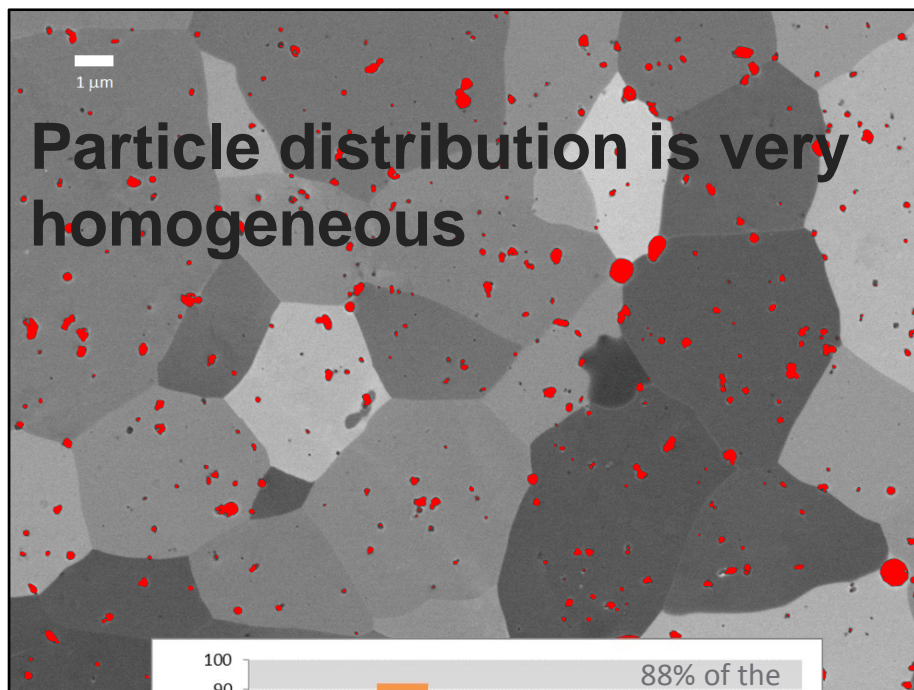 1 µm
Particle distribution is very
homogeneous
100
88% of the
90